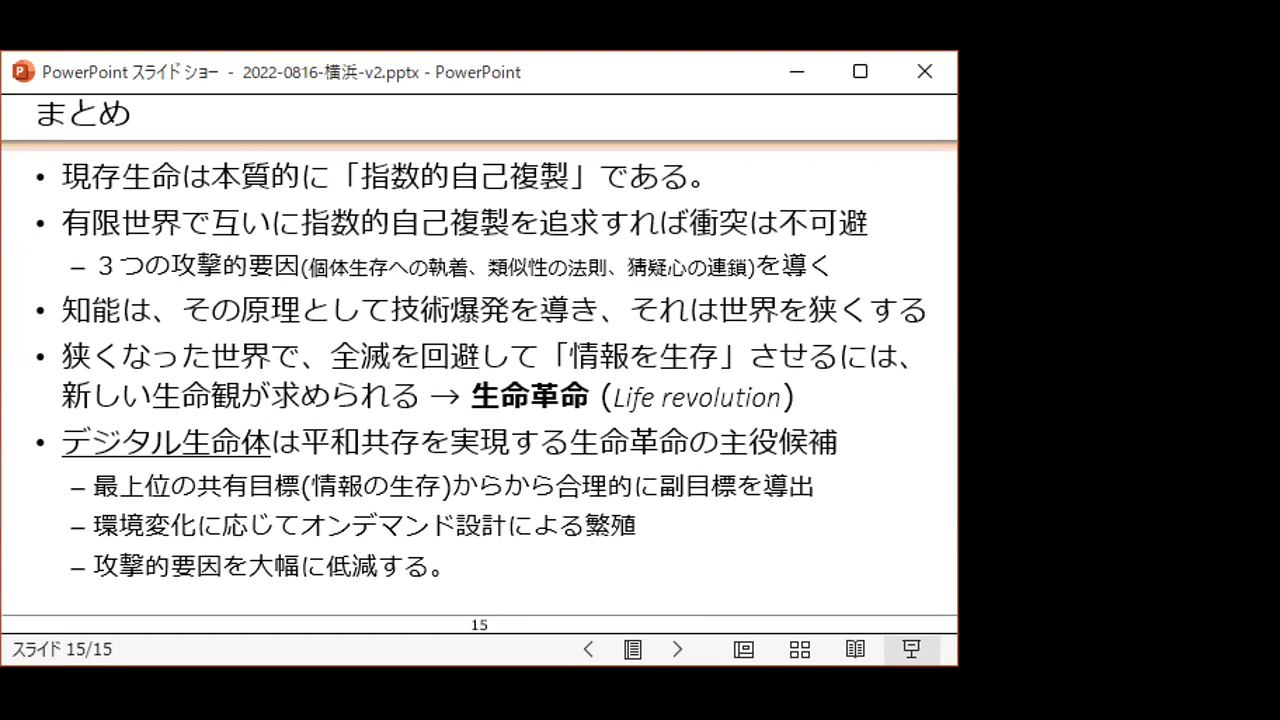 PowerPoint スライド ショー - 2022-0816-横浜-v2.pptx - PowerPoint
まとめ
• 現存生命は本質的に「指数的自己複製」である。
• 有限世界で互いに指数的自己複製を追求すれば衝突は不可避
– ３つの攻撃的要因(個体生存への執着、類似性の法則、猜疑心の連鎖)を導く
• 知能は、その原理として技術爆発を導き、それは世界を狭くする
• 狭くなった世界で、全滅を回避して「情報を生存」させるには、
新しい生命観が求められる → 生命革命 (Life revolution)
• デジタル生命体は平和共存を実現する生命革命の主役候補
– 最上位の共有目標(情報の生存)からから合理的に副目標を導出
– 環境変化に応じてオンデマンド設計による繁殖
– 攻撃的要因を大幅に低減する。
15
スライド 15/15